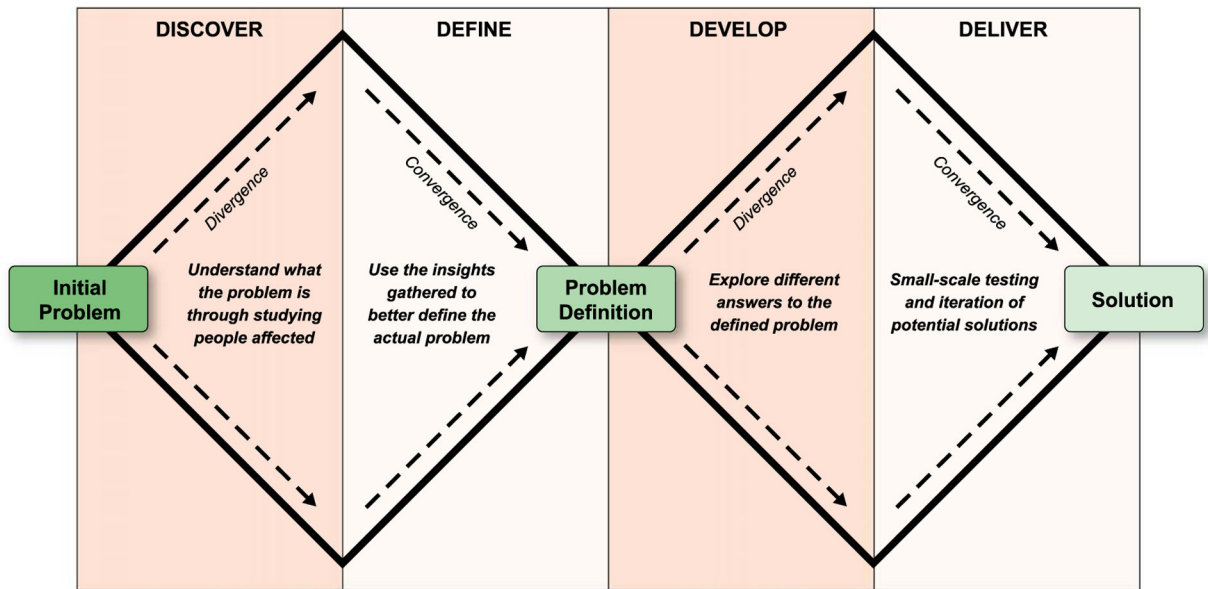 DISCOVER
DEFINE
DEVELOP
DELIVER
Divergence
Convergence
Divergence
Convergence
Initial
Problem
Understand what
the problem is
through studying
people affected
Use the insights
gathered to
better define the
actual problem
Problem
Definition
Explore different
answers to the
defined problem
Small-scale testing
and iteration of
potential solutions
Solution